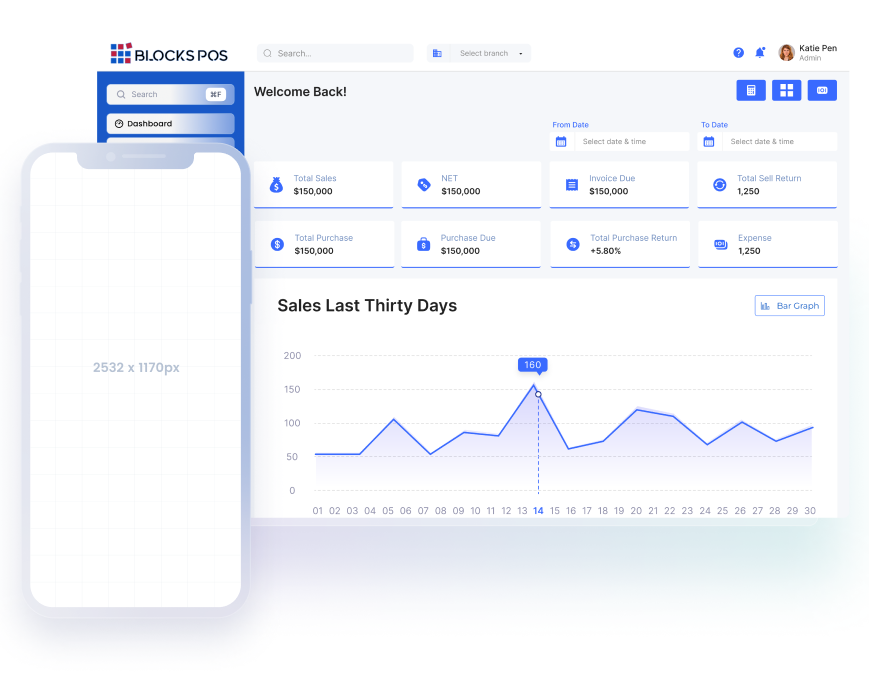 BLOCKS POS
Search...
Select branch
Katie Pen
Admin
Search
⌘F
Dashboard
Welcome Back!
From Date
Select date & time
To Date
Select date & time
Total Sales
$150,000
NET
$150,000
Invoice Due
$150,000
Total Sell Return
1,250
Total Purchase
$150,000
Purchase Due
$150,000
Total Purchase Return
+5.80%
Expense
1,250
Sales Last Thirty Days
Bar Graph
200
160
150
100
50
0
01 02 03 04 05 06 07 08 09 10 11 12 13 14 15 16 17 18 19 20 21 22 23 24 25 26 27 28 29 30
2532 x 1170px